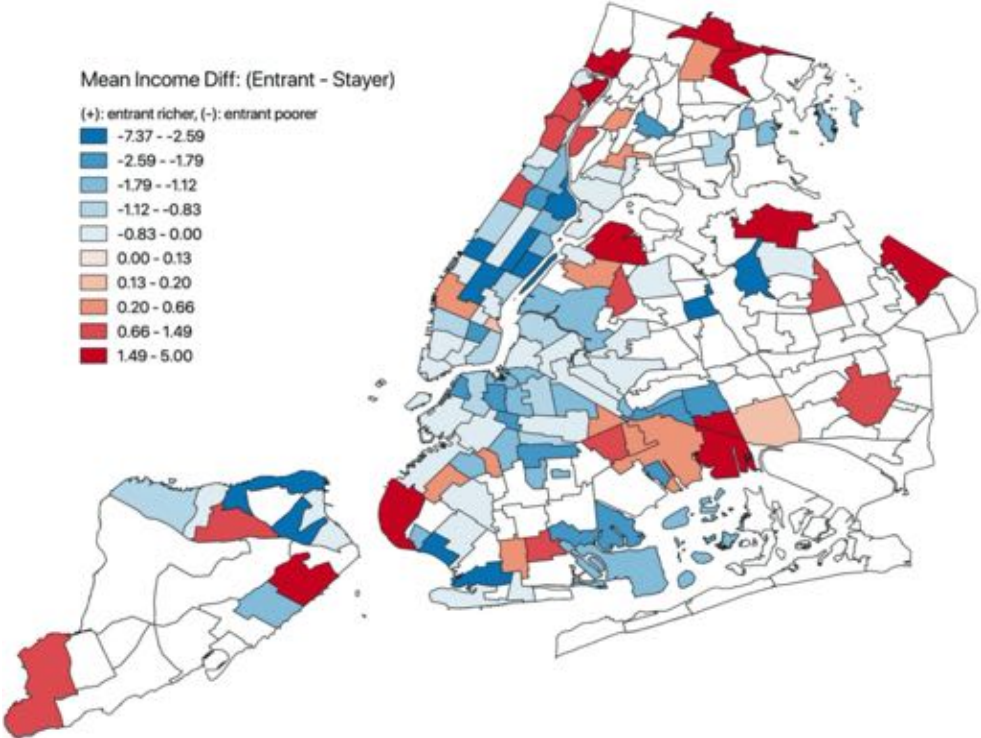 Mean Income Diff: (Entrant - Stayer)
(+): entrant richer, (-): entrant poorer
-7.37 - -2.59
-2.59 - -1.79
-1.79 - -1.12
-1.12 - -0.83
-0.83 - 0.00
0.00 - 0.13
0.13 - 0.20
0.20 - 0.66
0.66 - 1.49
1.49 - 5.00